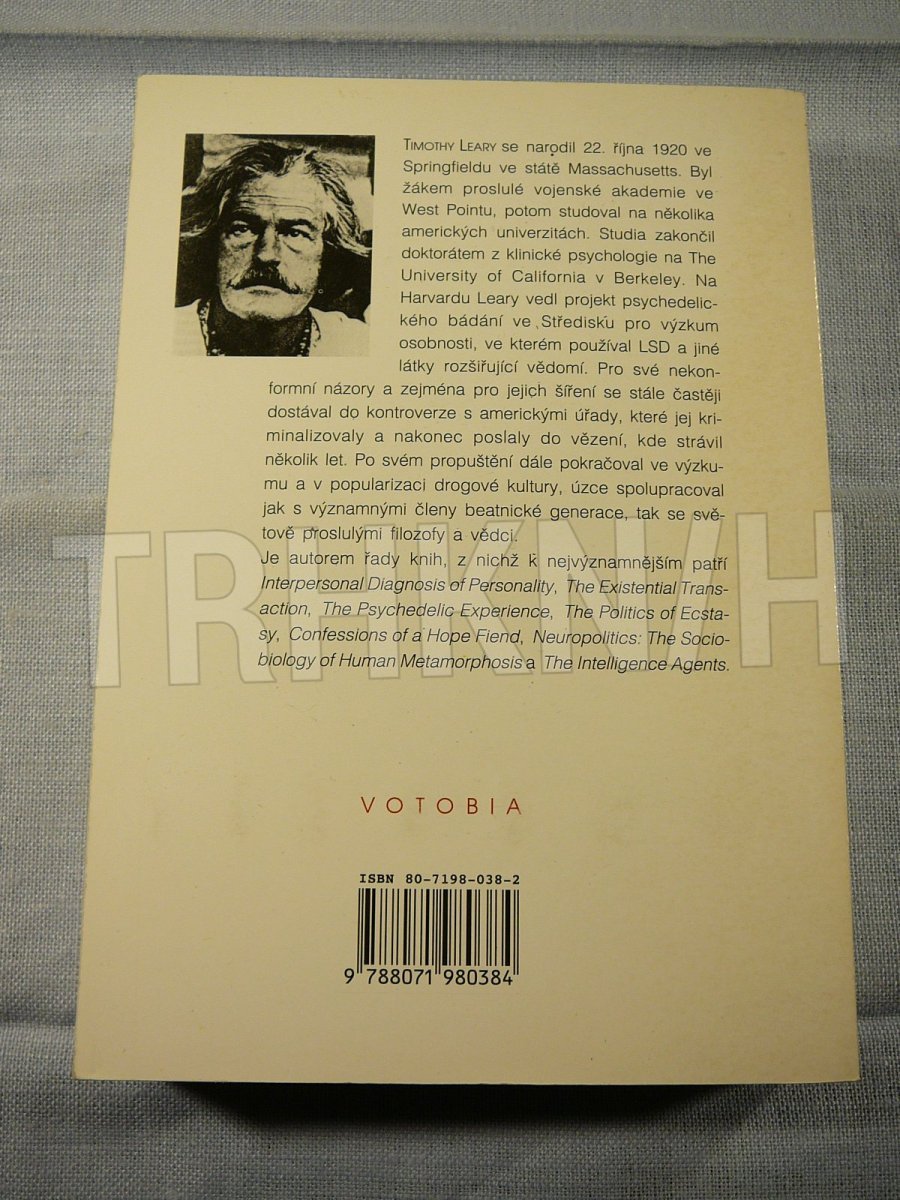 TIMOTHY LEARY se narodil 22. října 1920 ve
Springfieldu ve státě Massachusetts. Byl
žákem proslulé vojenské akademie ve
West Pointu, potom studoval na několika
amerických univerzitách. Studia zakončil
doktorátem z klinické psychologie na The
University of California v Berkeley. Na
Harvardu Leary vedl projekt psychedelic-
kého bádání ve Středisku pro výzkum
osobnosti, ve kterém používal LSD a jiné
látky rozšiřující vědomí. Pro své nekon-
formní názory a zejména pro jejich šíření se stále častěji
dostával do kontroverze s americkými úřady, které jej kri-
minalizovaly a nakonec poslaly do vězení, kde strávil
několik let. Po svém propuštění dále pokračoval ve výzku-
mu a v popularizaci drogové kultury, úzce spolupracoval
jak s významnými členy beatnické generace, tak se svě-
tově proslulými filozofy a vědci.
Je autorem řady knih, z nichž k nejvýznamnějším patří
Interpersonal Diagnosis of Personality, The Existential Trans-
action, The Psychedelic Experience, The Politics of Ecsta-
sy, Confessions of a Hope Fiend, Neuropolitics: The Socio-
biology of Human Metamorphosis a The Intelligence Agents.
TRHKN/H
VOTOBIA
ISBN 80-7198-038-2
9 788071 980384